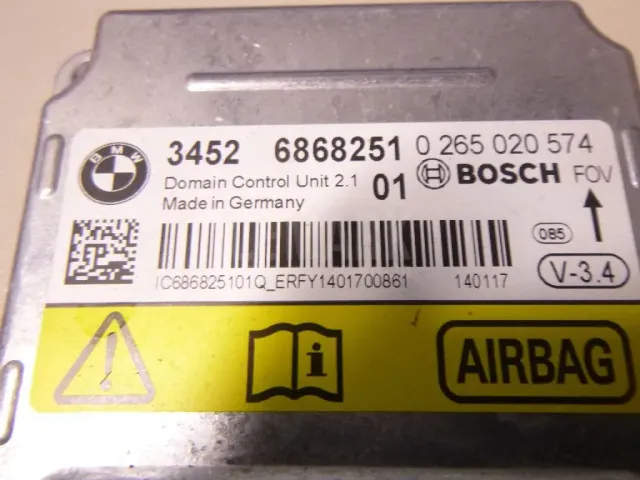 BMW
3452 6868251 0 265 020 574
Domain Control Unit 2.1 01 BOSCH FOV
Made in Germany
085
IC686825101Q_ERFY1401700861 140117
V-3.4
AIRBAG